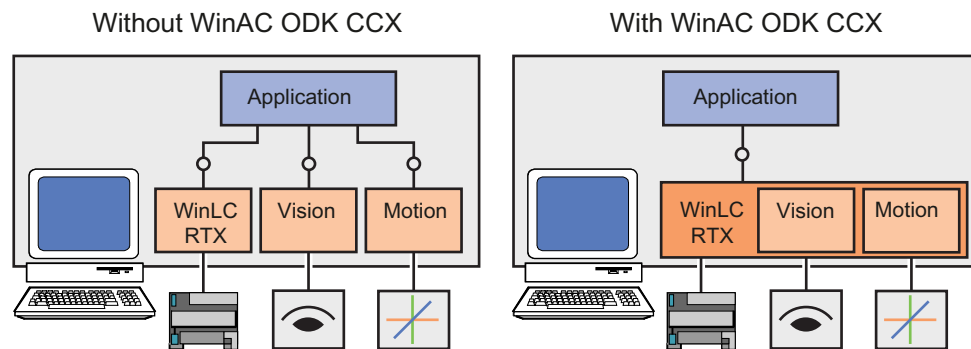 Without WinAC ODK CCX
Application
WinLC
RTX
Vision
Motion
With WinAC ODK CCX
Application
WinLC
RTX
Vision
Motion